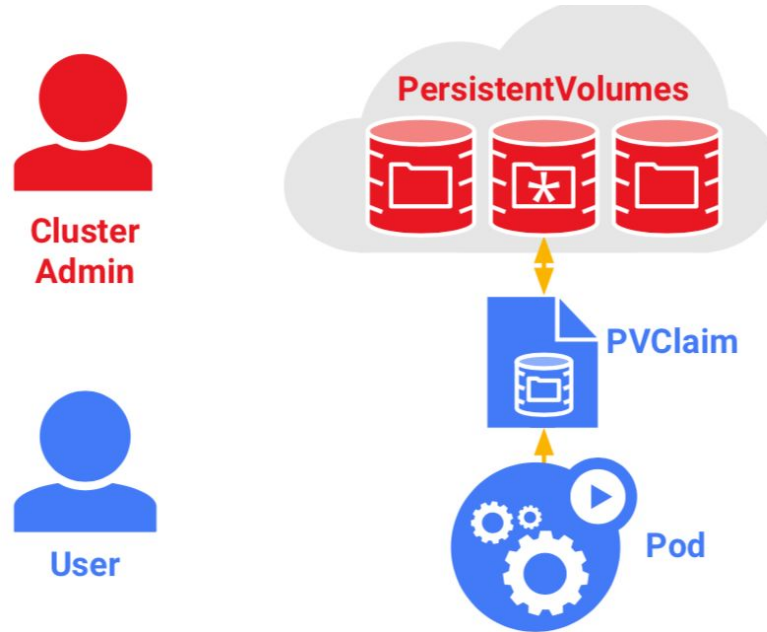 PersistentVolumes
*
Cluster
Admin
PVClaim
User
Pod